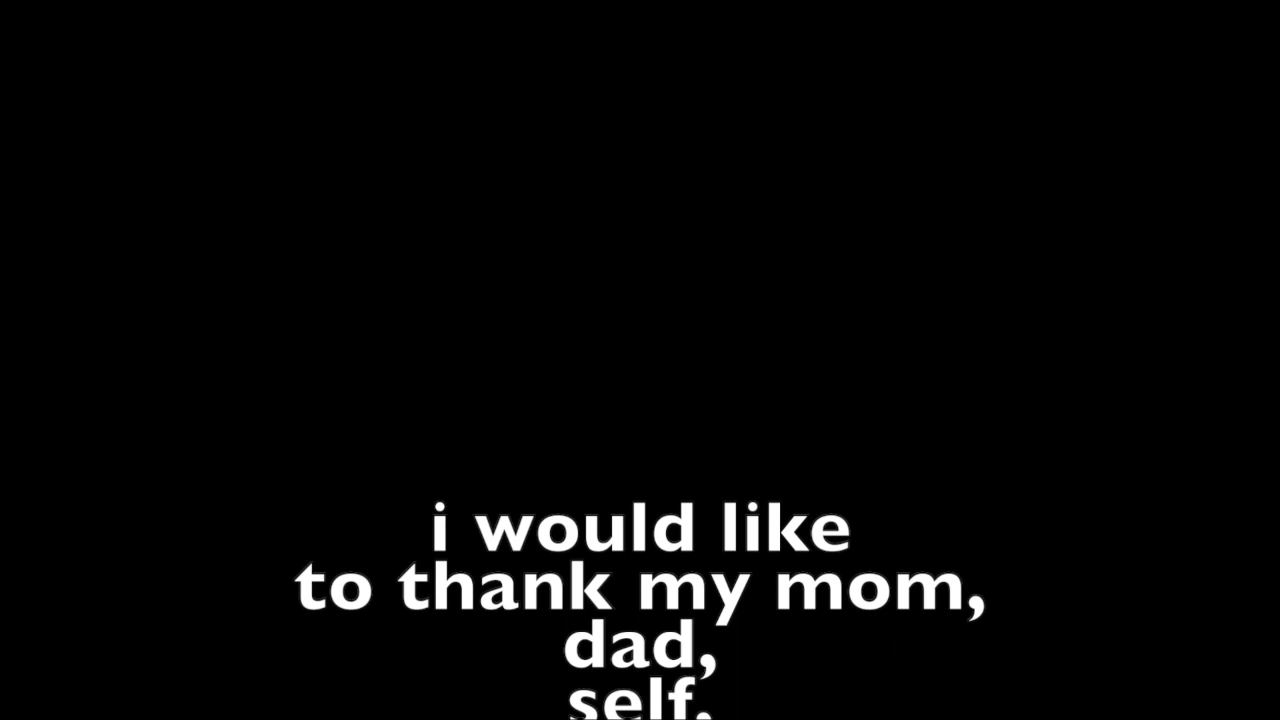 i would like
to thank my mom,
dad,
self,